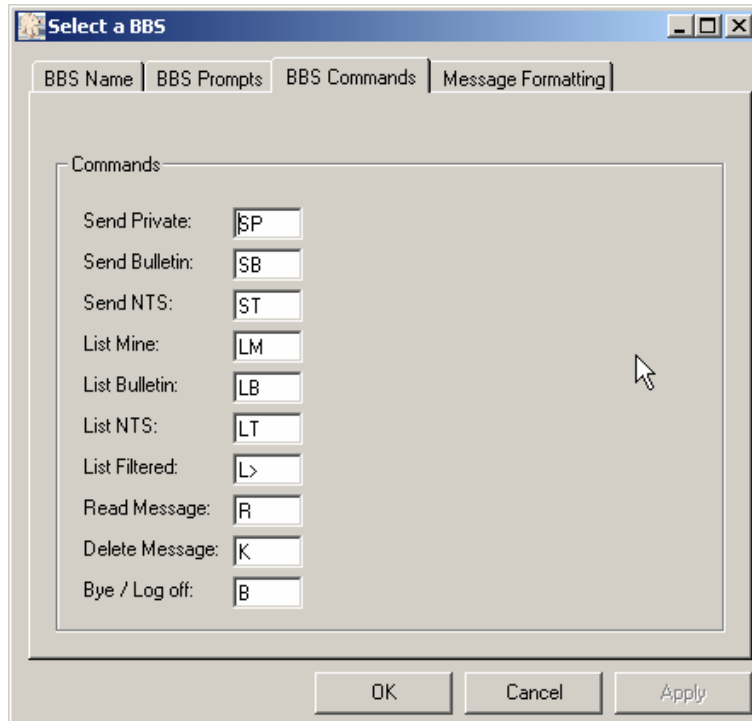 Select a BBS
BBS Name BBS Prompts BBS Commands Message Formatting
Commands
Send Private: SP
Send Bulletin: SB
Send NTS: ST
List Mine: LM
List Bulletin: LB
List NTS: LT
List Filtered: L>
Read Message: R
Delete Message: K
Bye / Log off: B
OK Cancel Apply